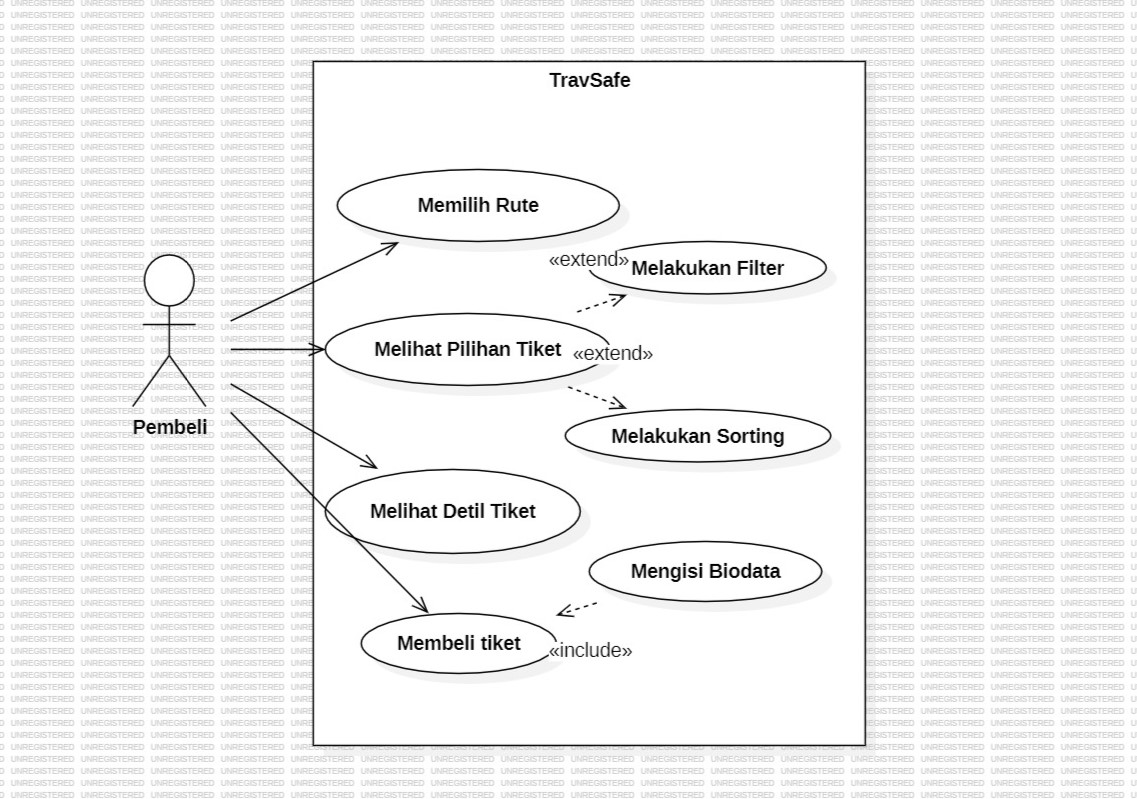 TravSafe
Memilih Rute
«extend»
Melakukan Filter
Melihat Pilihan Tiket
«extend»
Pembeli
Melakukan Sorting
Melihat Detil Tiket
Mengisi Biodata
Membeli tiket
«include»
UNREGISTERED